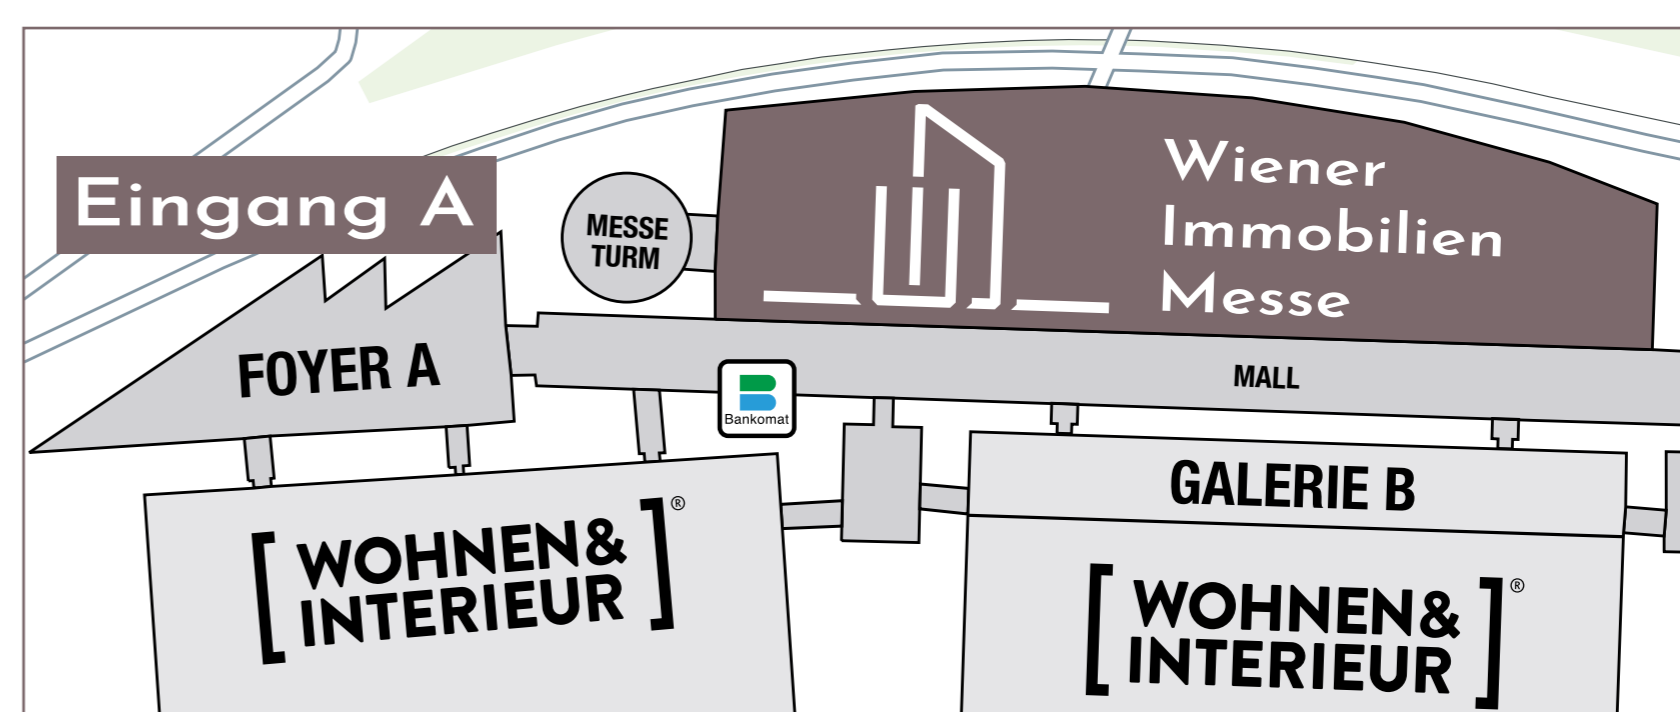 Eingang A
MESSE
TURM
Wiener
Immobilien
Messe
FOYER A
Bankomat
MALL
GALERIE B
[WOHNEN&
INTERIEUR]®
[WOHNEN&
INTERIEUR]®